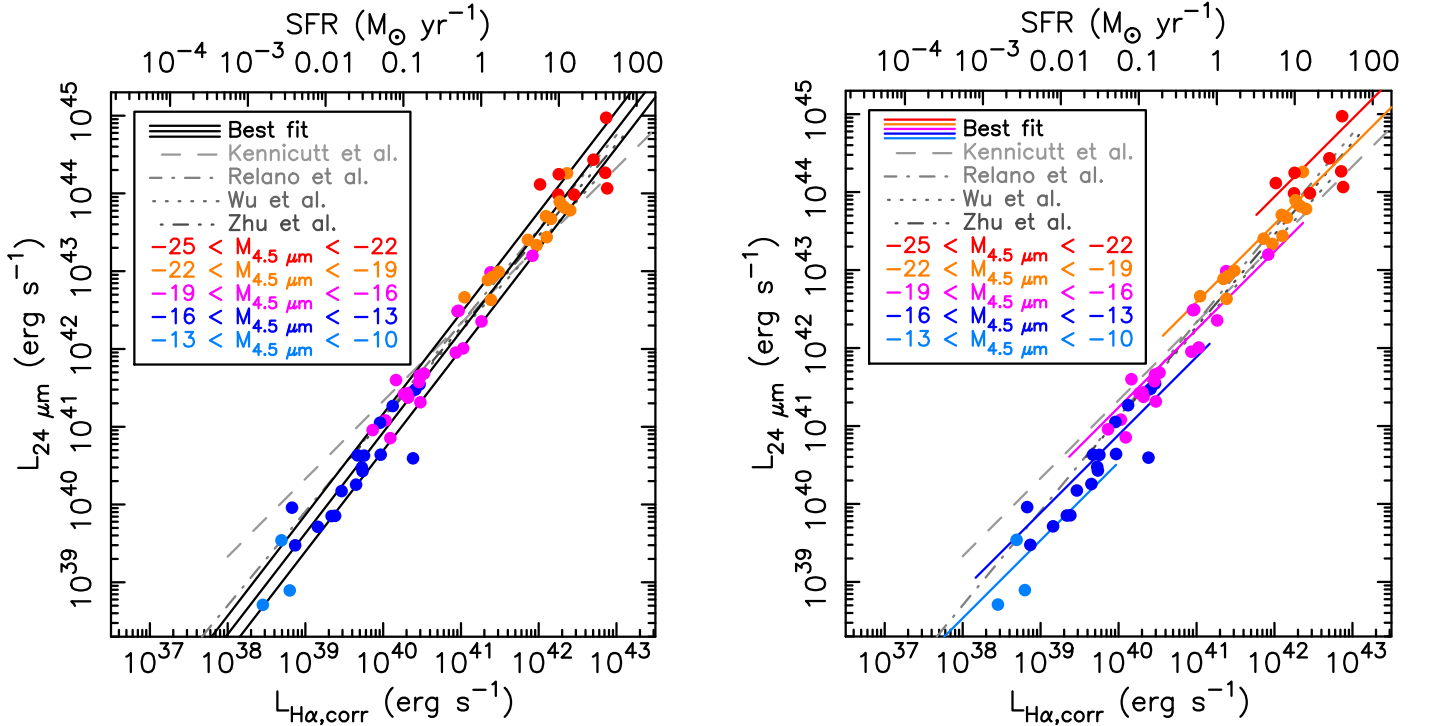 SFR (M⊙ yr−1)
10−4 10−3 0.01 0.1 1 10 100
1045
1044
1043
1042
1041
1040
1039
L24 μm (erg s−1)
Best fit
Kennicutt et al.
Relano et al.
Wu et al.
Zhu et al.
−25 < M4.5 μm < −22
−22 < M4.5 μm < −19
−19 < M4.5 μm < −16
−16 < M4.5 μm < −13
−13 < M4.5 μm < −10
1037 1038 1039 1040 1041 1042 1043
LHα,corr (erg s−1)
SFR (M⊙ yr−1)
10−4 10−3 0.01 0.1 1 10 100
1045
1044
1043
1042
1041
1040
1039
L24 μm (erg s−1)
Best fit
Kennicutt et al.
Relano et al.
Wu et al.
Zhu et al.
−25 < M4.5 μm < −22
−22 < M4.5 μm < −19
−19 < M4.5 μm < −16
−16 < M4.5 μm < −13
−13 < M4.5 μm < −10
1037 1038 1039 1040 1041 1042 1043
LHα,corr (erg s−1)